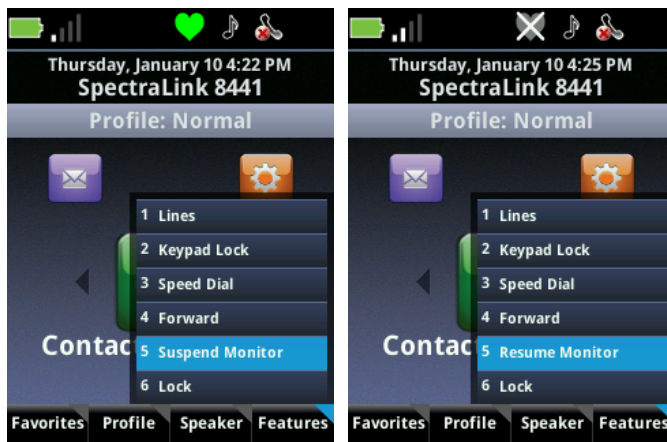 Thursday, January 10 4:22 PM
SpectraLink 8441
Profile: Normal
1 Lines
2 Keypad Lock
3 Speed Dial
4 Forward
Contac
5 Suspend Monitor
6 Lock
Favorites Profile Speaker Features
Thursday, January 10 4:25 PM
SpectraLink 8441
Profile: Normal
1 Lines
2 Keypad Lock
3 Speed Dial
4 Forward
Contac
5 Resume Monitor
6 Lock
Favorites Profile Speaker Features